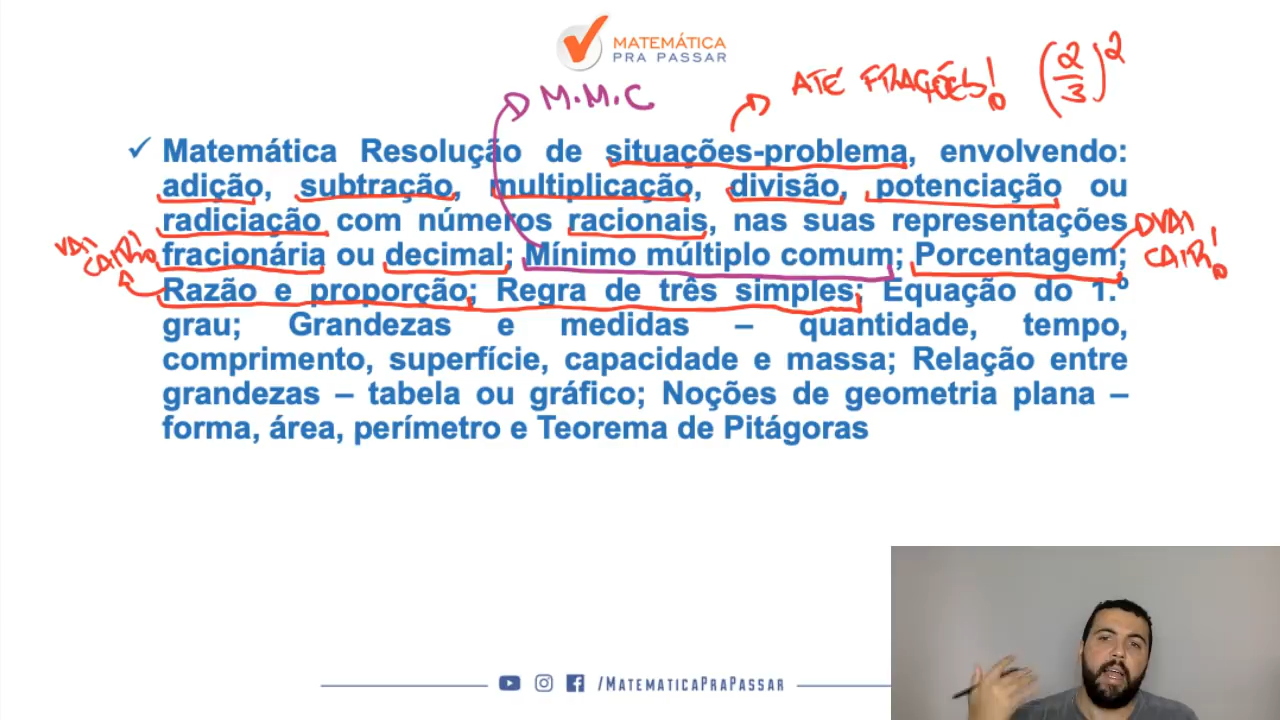 MATEMÁTICA
PRA PASSAR
M.M.C
ATÉ FRAÇÕES! (2/3)²
✓ Matemática Resolução de situações-problema, envolvendo:
adição, subtração, multiplicação, divisão, potenciação ou
radiciação com números racionais, nas suas representações
fracionária ou decimal; Mínimo múltiplo comum; Porcentagem;
Razão e proporção; Regra de três simples; Equação do 1.º
grau; Grandezas e medidas – quantidade, tempo,
comprimento, superfície, capacidade e massa; Relação entre
grandezas – tabela ou gráfico; Noções de geometria plana –
forma, área, perímetro e Teorema de Pitágoras
VAI
CAIR!
VAI
CAIR!
/MATEMATICAPRAPASSAR